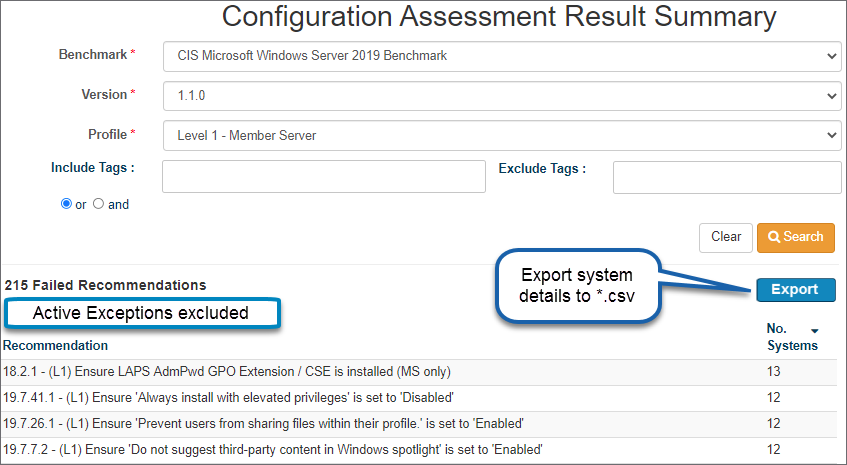 Configuration Assessment Result Summary
Benchmark *
CIS Microsoft Windows Server 2019 Benchmark
Version *
1.1.0
Profile *
Level 1 - Member Server
Include Tags :
Exclude Tags :
or and
Clear
Search
215 Failed Recommendations
Export system
details to *.csv
Export
Active Exceptions excluded
Recommendation
No.
Systems
18.2.1 - (L1) Ensure LAPS AdmPwd GPO Extension / CSE is installed (MS only) 13
19.7.41.1 - (L1) Ensure 'Always install with elevated privileges' is set to 'Disabled' 12
19.7.26.1 - (L1) Ensure 'Prevent users from sharing files within their profile.' is set to 'Enabled' 12
19.7.7.2 - (L1) Ensure 'Do not suggest third-party content in Windows spotlight' is set to 'Enabled' 12